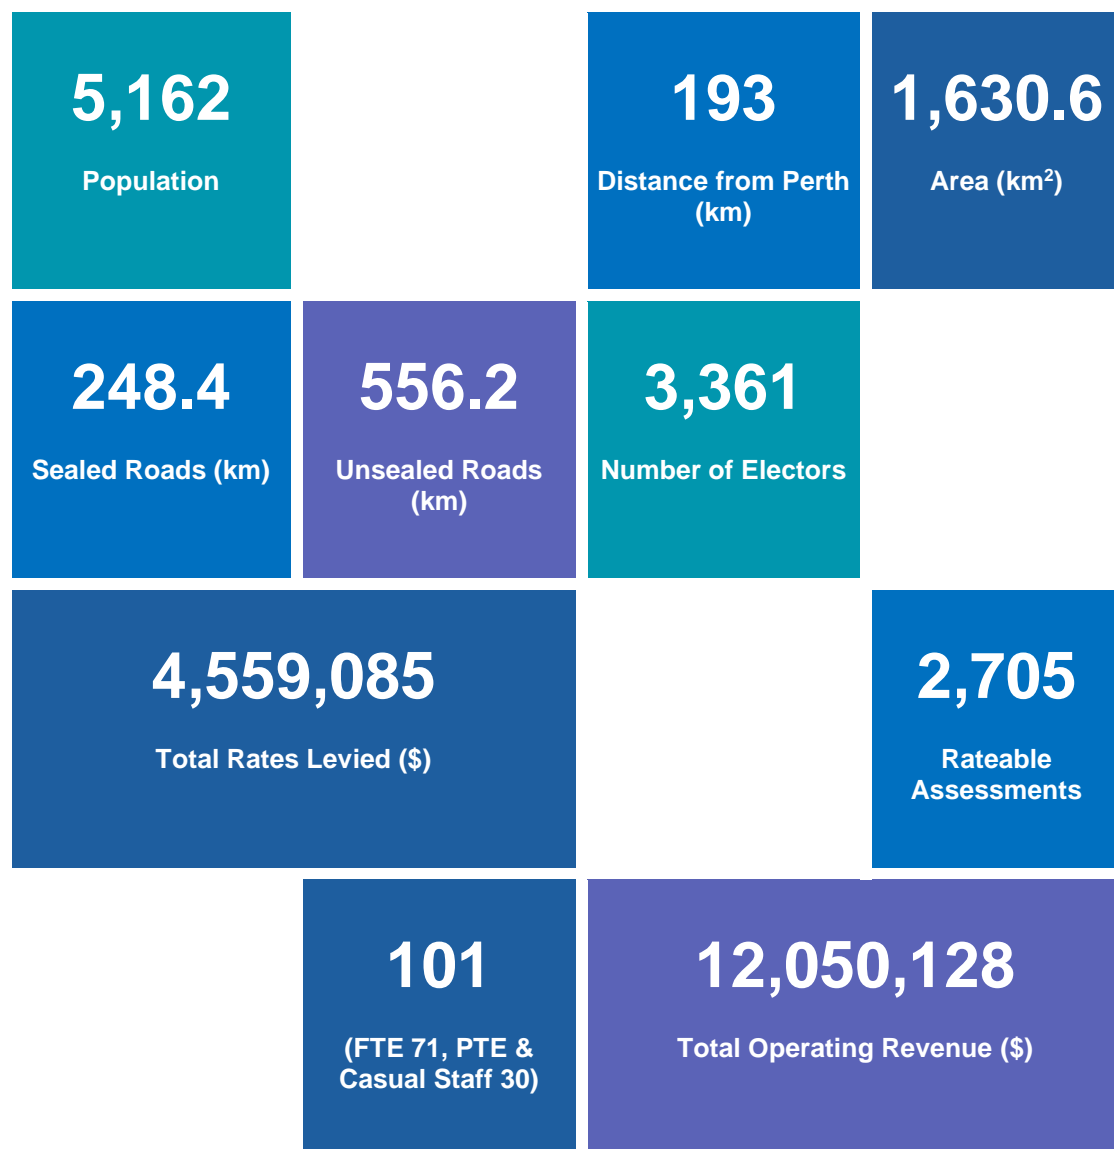 5,162
Population
193
Distance from Perth
(km)
1,630.6
Area (km²)
248.4
Sealed Roads (km)
556.2
Unsealed Roads
(km)
3,361
Number of Electors
4,559,085
Total Rates Levied ($)
2,705
Rateable
Assessments
101
(FTE 71, PTE &
Casual Staff 30)
12,050,128
Total Operating Revenue ($)